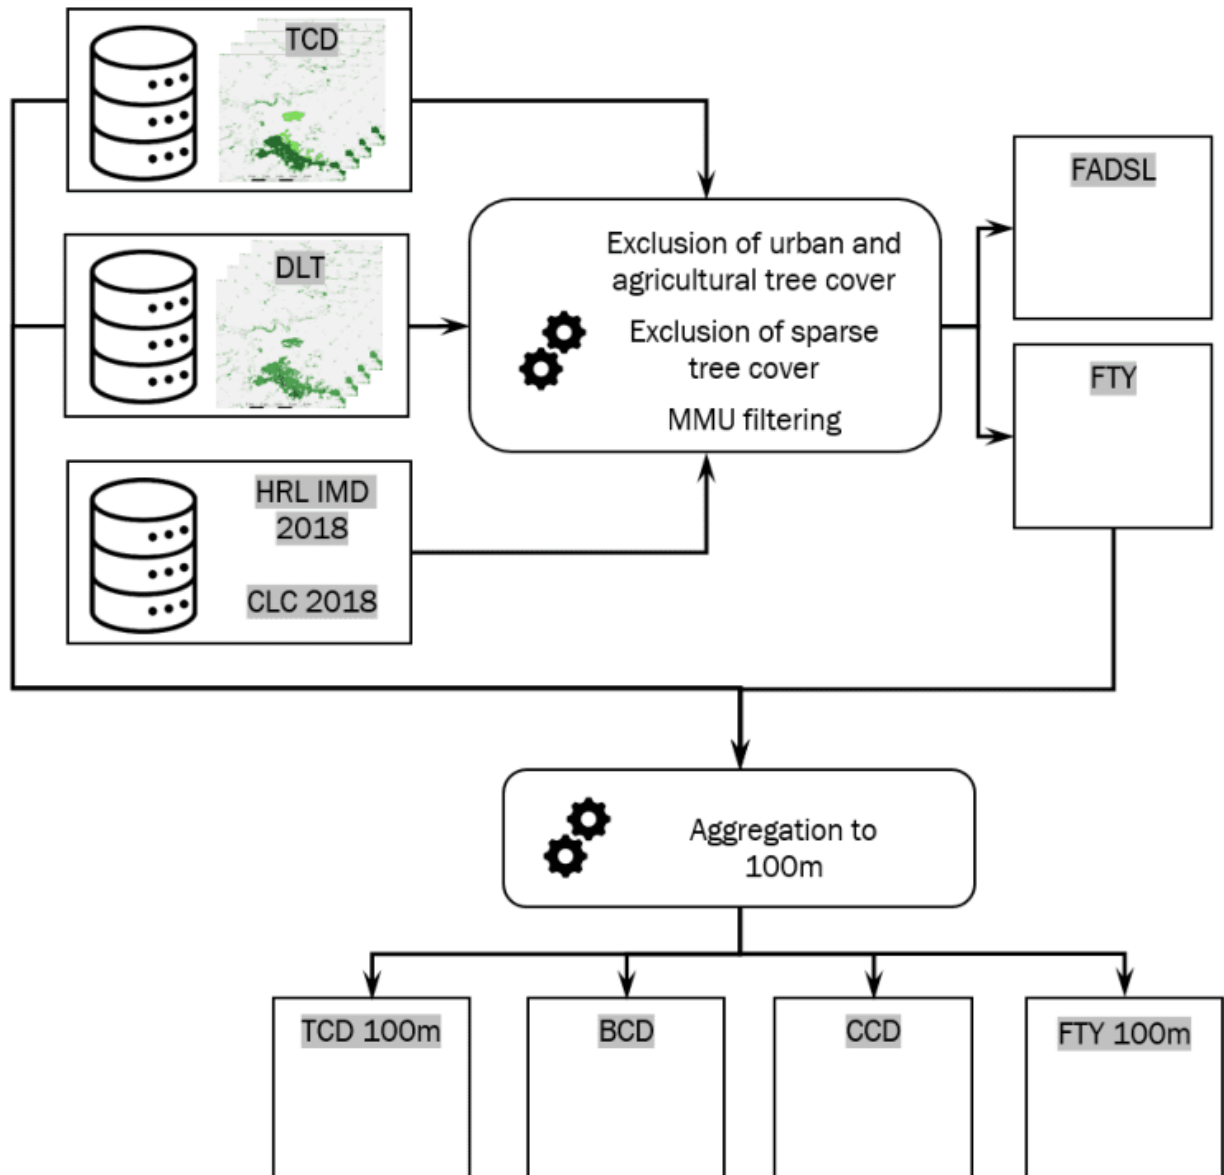 TCD
DLT
HRL IMD
2018
CLC 2018
Exclusion of urban and
agricultural tree cover
Exclusion of sparse
tree cover
MMU filtering
FADSL
FTY
Aggregation to
100m
TCD 100m
BCD
CCD
FTY 100m